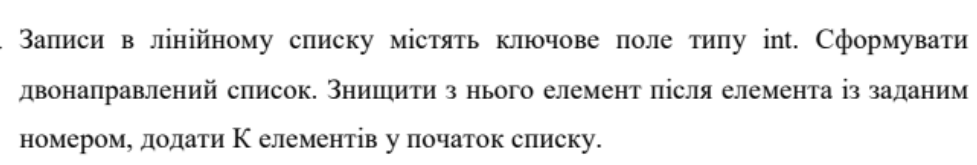 Записи в лінійному списку містять ключове поле типу int. Сформувати
двонаправлений список. Знищити з нього елемент після елемента із заданим
номером, додати К елементів у початок списку.